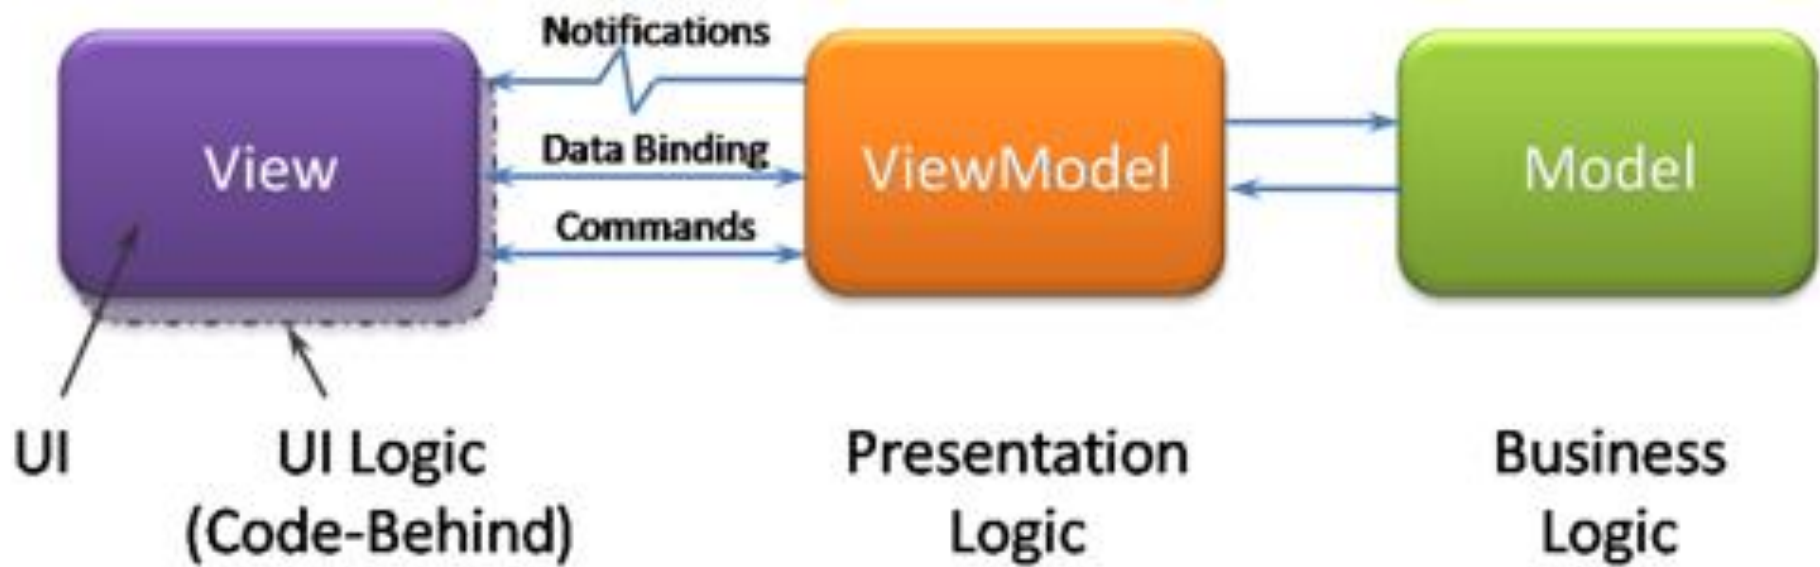 Notifications
View
Data Binding
ViewModel
Model
Commands
UI
UI Logic
(Code-Behind)
Presentation
Logic
Business
Logic